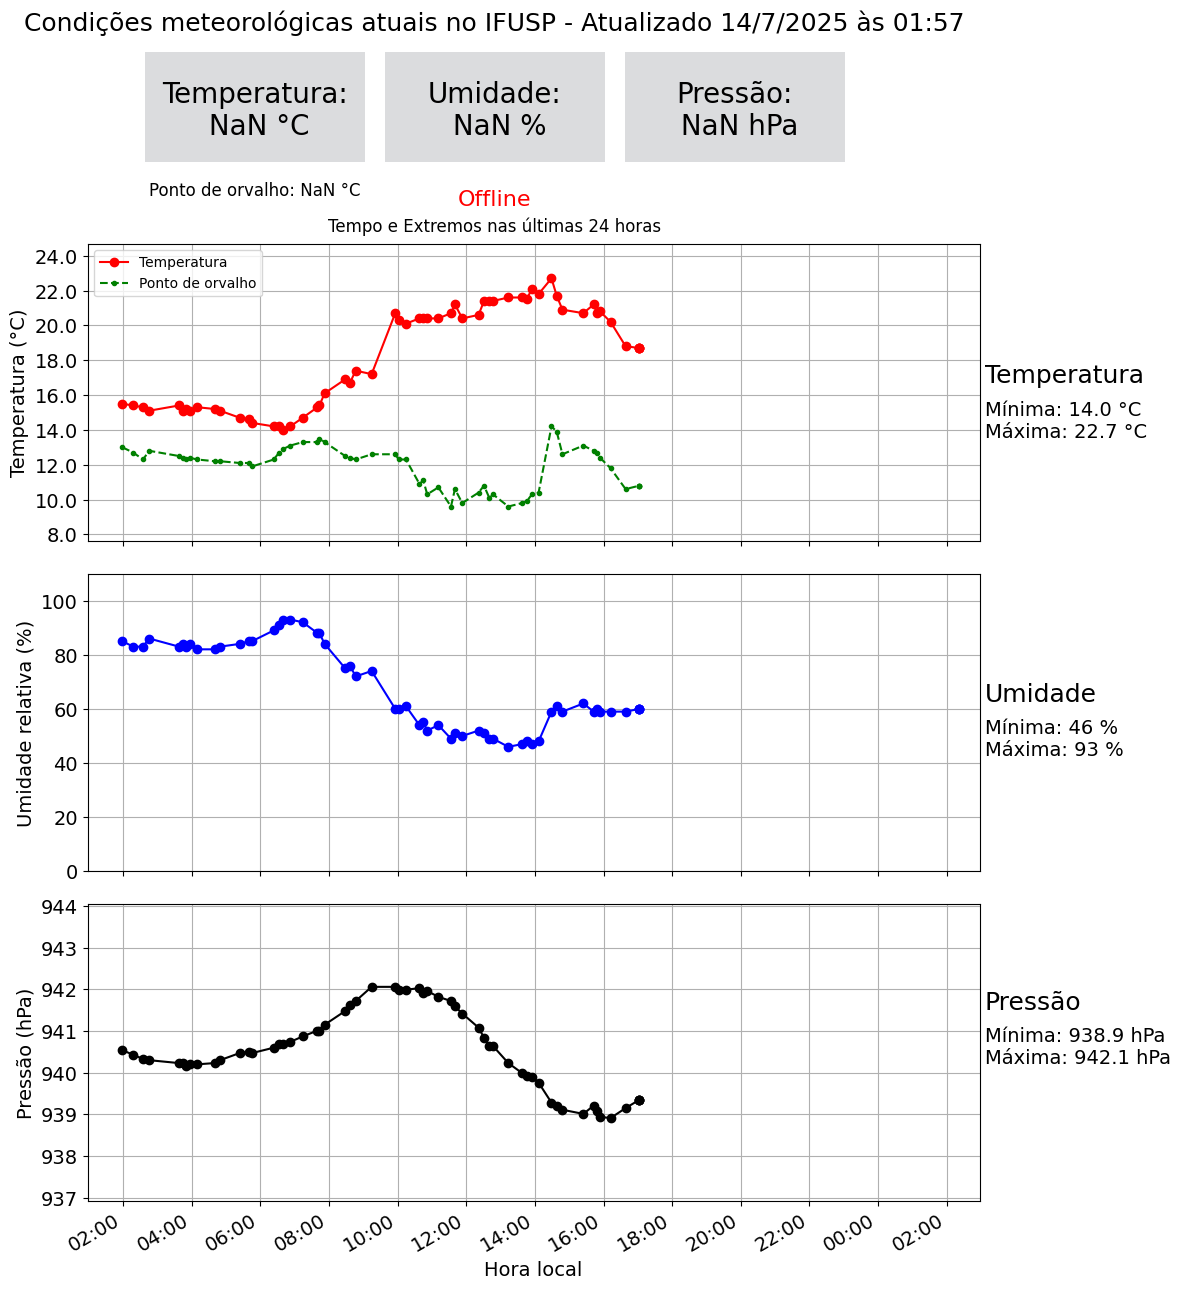 Condições meteorológicas atuais no IFUSP - Atualizado 14/7/2025 às 01:57
Temperatura:
NaN °C
Umidade:
NaN %
Pressão:
NaN hPa
Ponto de orvalho: NaN °C
Offline
Tempo e Extremos nas últimas 24 horas
Temperatura
Ponto de orvalho
Temperatura (°C)
24.0
22.0
20.0
18.0
16.0
14.0
12.0
10.0
8.0
Temperatura
Mínima: 14.0 °C
Máxima: 22.7 °C
Umidade relativa (%)
100
80
60
40
20
0
Umidade
Mínima: 46 %
Máxima: 93 %
Pressão (hPa)
944
943
942
941
940
939
938
937
Pressão
Mínima: 938.9 hPa
Máxima: 942.1 hPa
02:00
04:00
06:00
08:00
10:00
12:00
14:00
16:00
18:00
20:00
22:00
00:00
02:00
Hora local